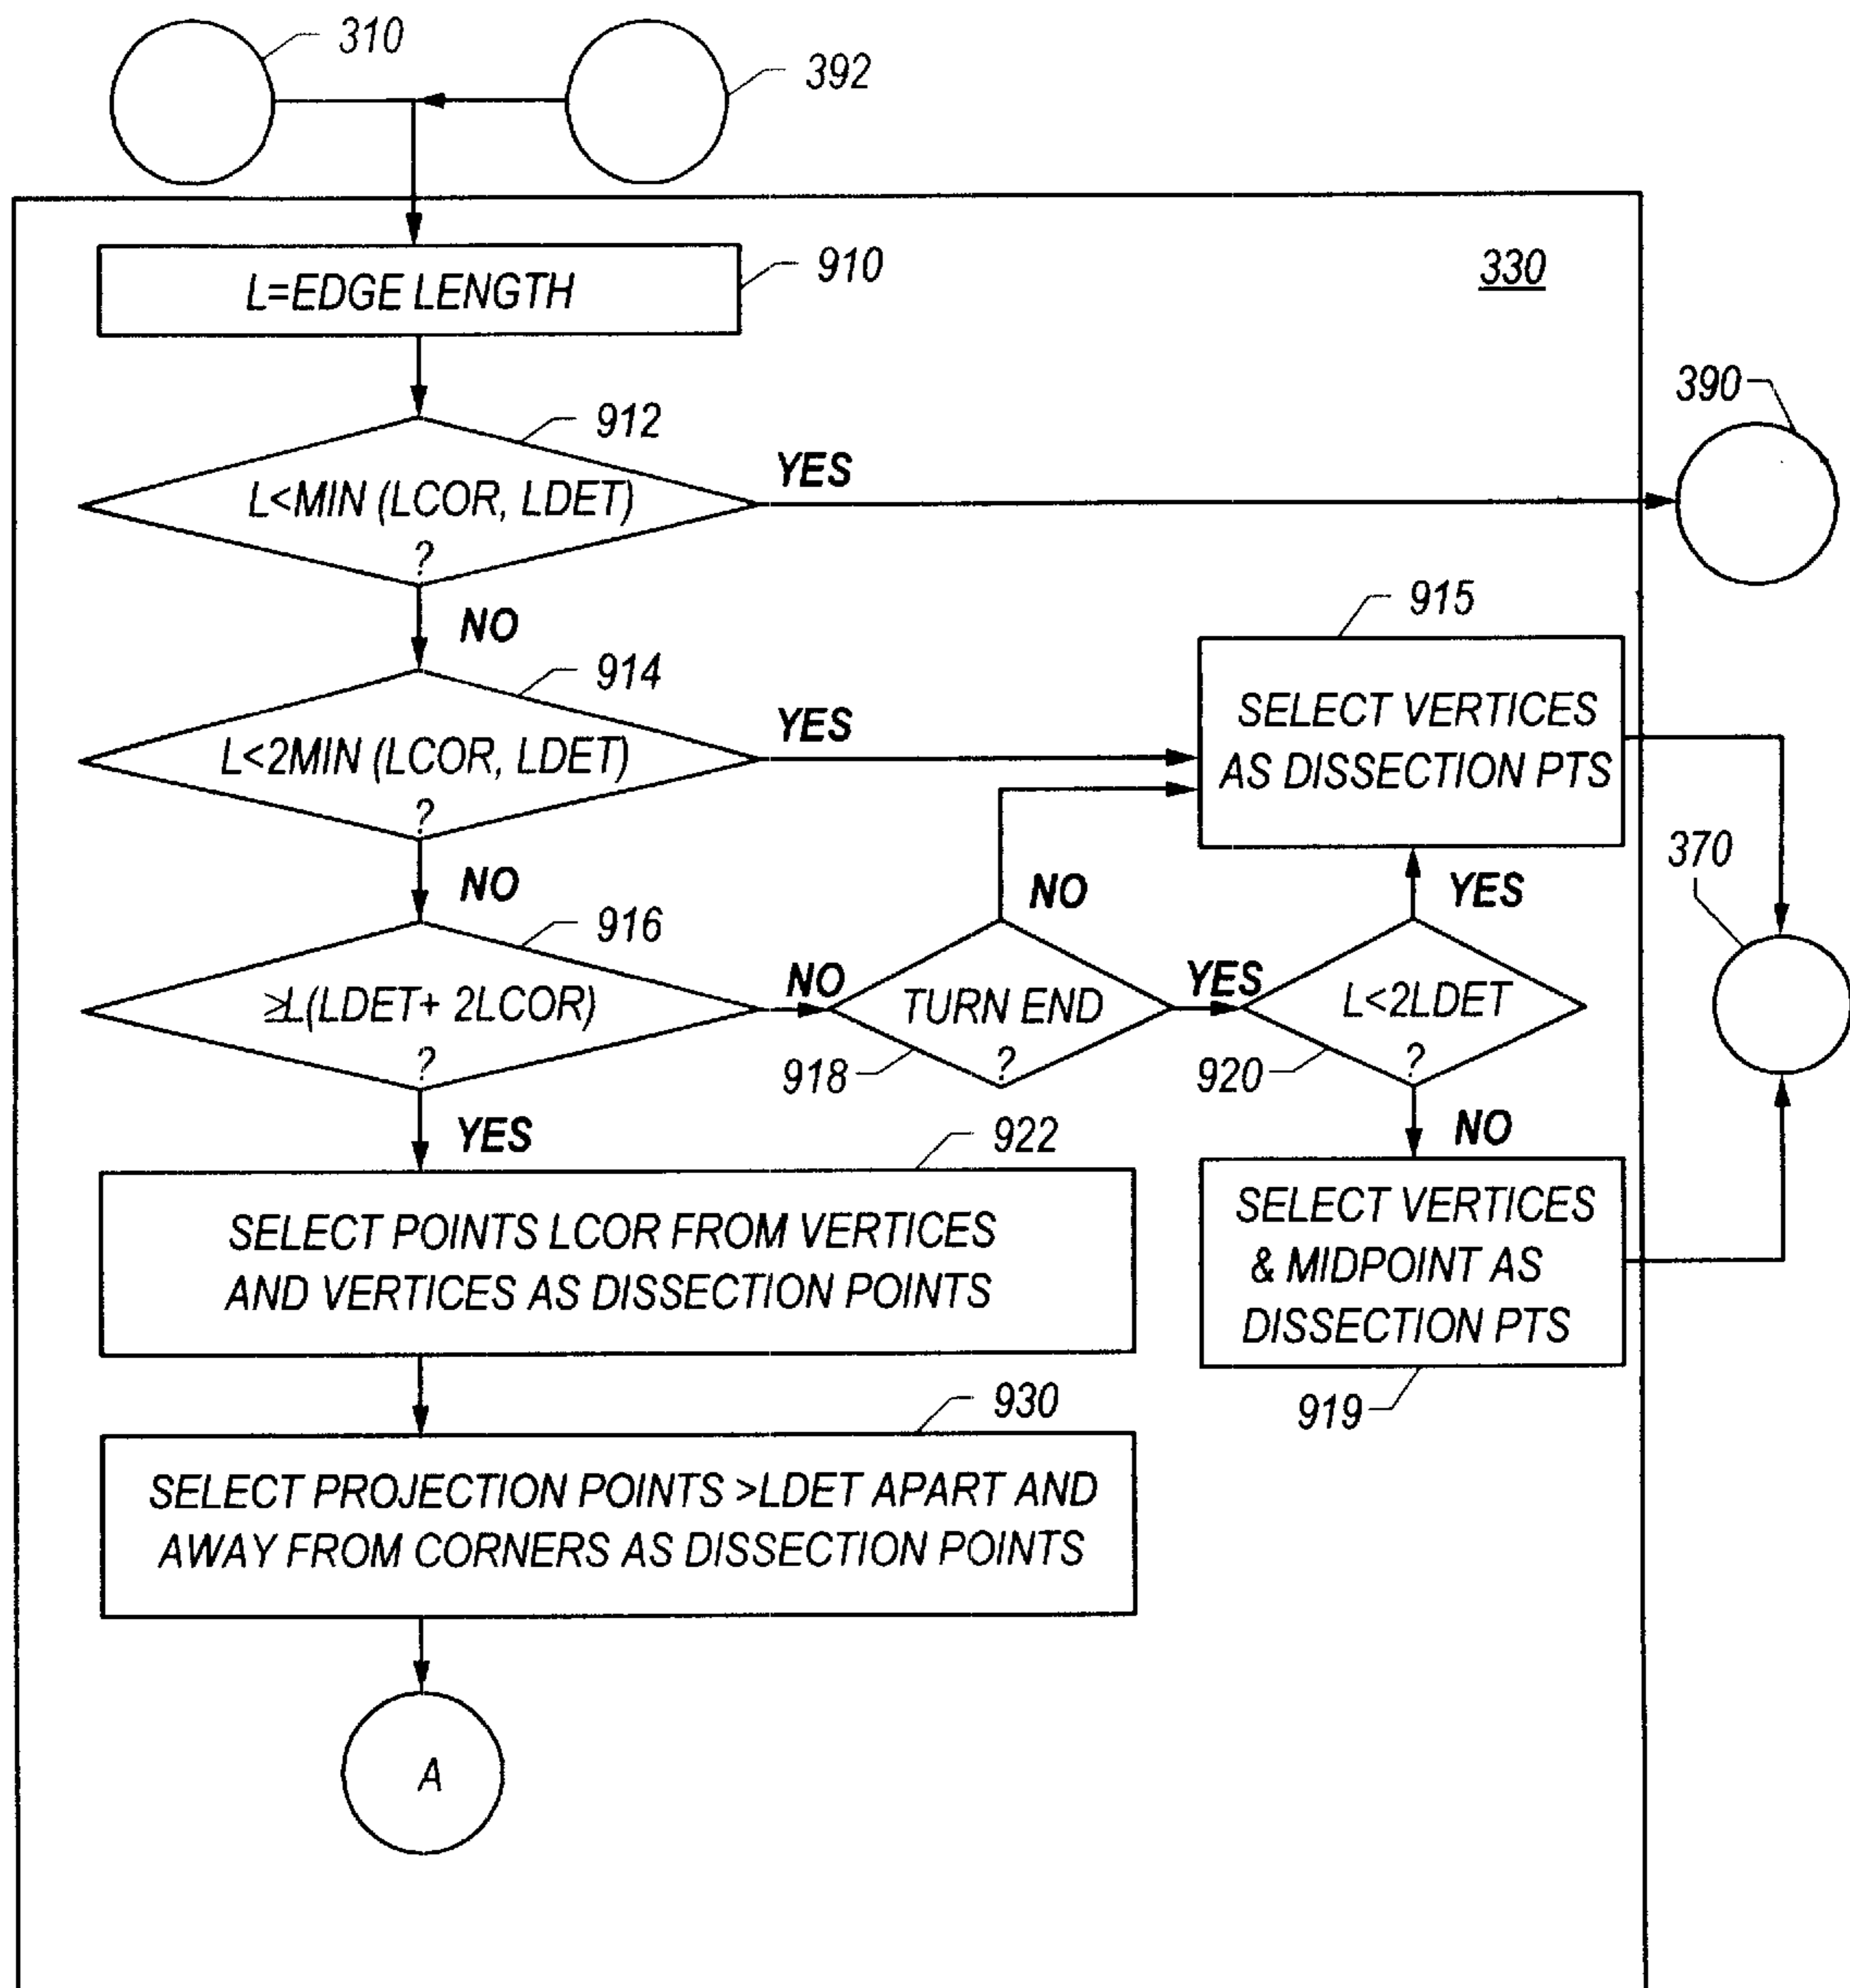 310
392
330
L=EDGE LENGTH
910
390
912
L<MIN (LCOR, LDET)
?
YES
NO
914
L<2MIN (LCOR, LDET)
?
YES
915
SELECT VERTICES
AS DISSECTION PTS
370
NO
916
≥L(LDET+ 2LCOR)
?
NO
NO
TURN END
?
918
YES
YES
L<2LDET
?
920
YES
NO
922
SELECT POINTS LCOR FROM VERTICES
AND VERTICES AS DISSECTION POINTS
SELECT VERTICES
& MIDPOINT AS
DISSECTION PTS
919
930
SELECT PROJECTION POINTS >LDET APART AND
AWAY FROM CORNERS AS DISSECTION POINTS
A